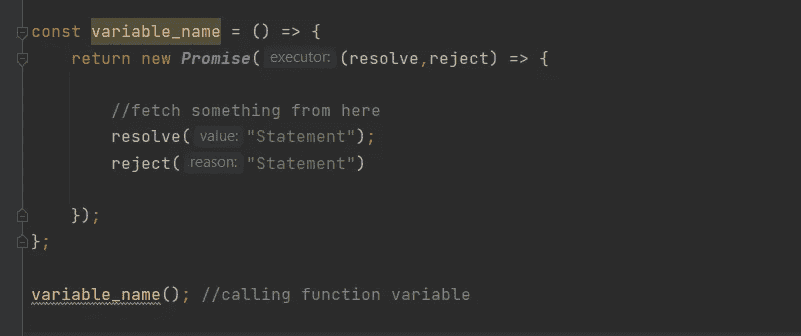 const variable_name = () => {
return new Promise( executor: (resolve,reject) => {
//fetch something from here
resolve( value: "Statement");
reject( reason: "Statement")
});
};
variable_name(); //calling function variable